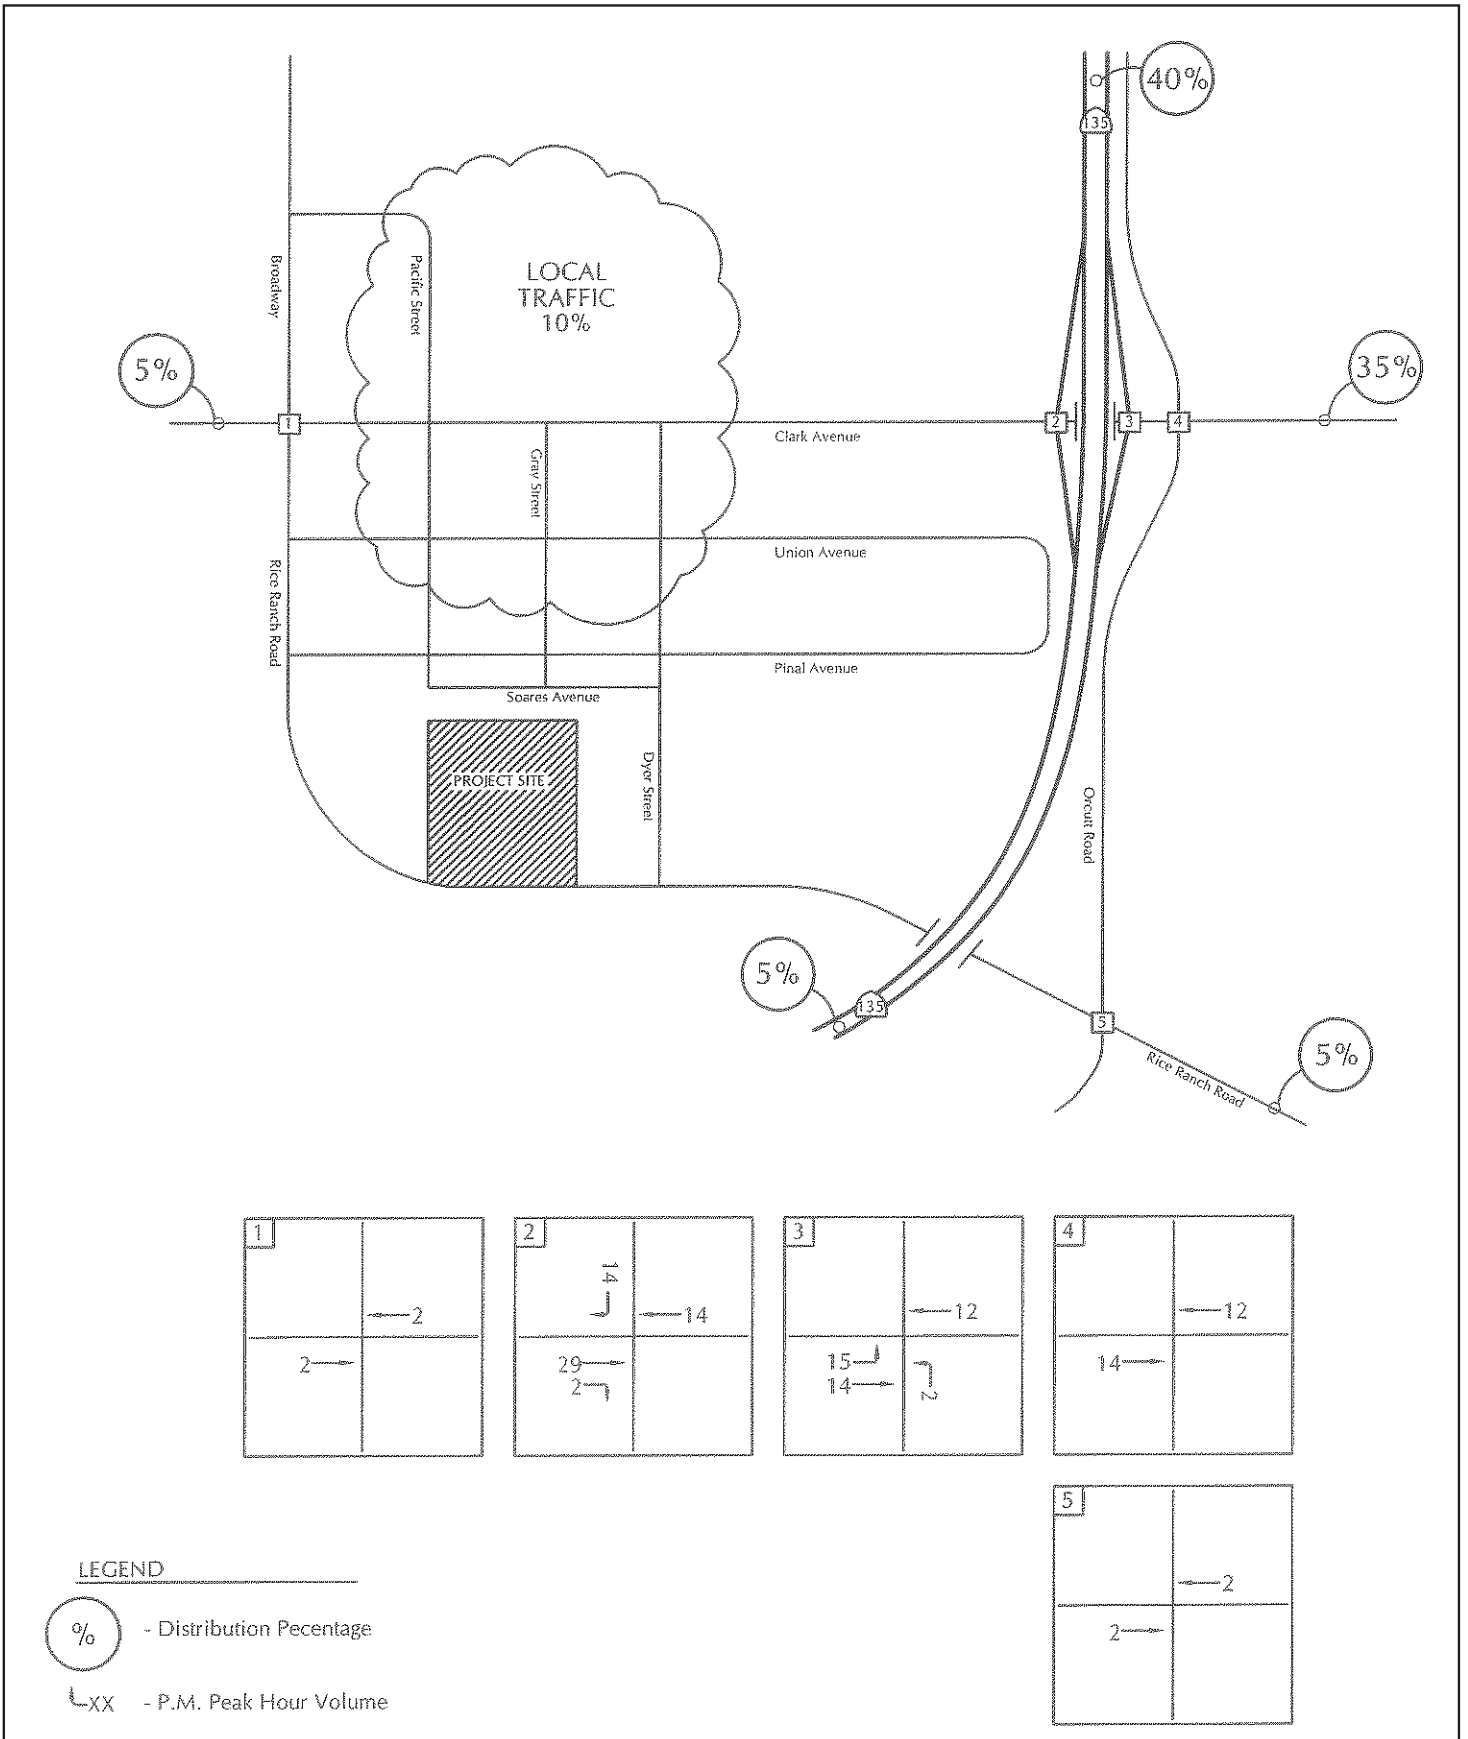 40%
135
Broadway
Pacific Street
LOCAL
TRAFFIC
10%
5%
35%
1
2
3
4
Clark Avenue
Gray Street
Union Avenue
Rice Ranch Road
Pinal Avenue
Soares Avenue
PROJECT SITE
Dyer Street
Orcutt Road
5%
135
5
Rice Ranch Road
5%
1
2
2
2
14
14
29
2
3
12
15
14
2
4
12
14
5
2
2
LEGEND
% - Distribution Pecentage
XX - P.M. Peak Hour Volume